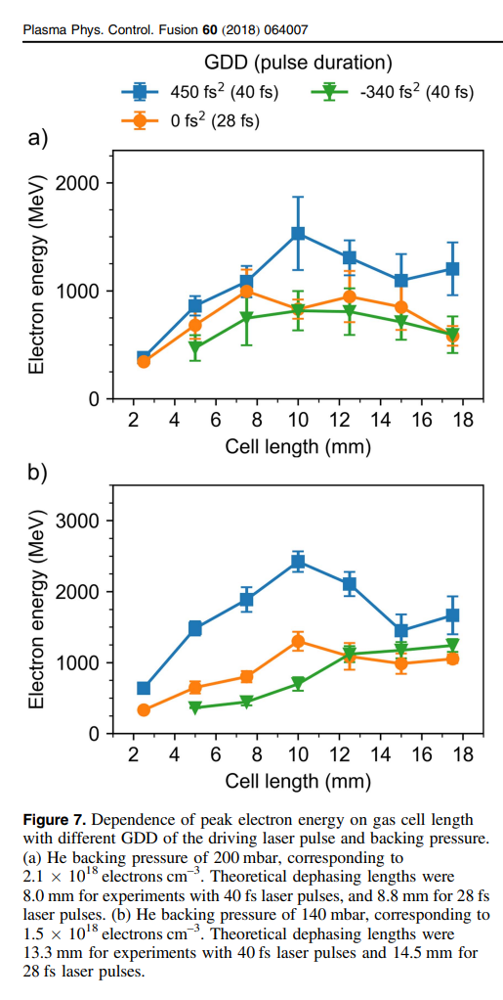 Plasma Phys. Control. Fusion 60 (2018) 064007
GDD (pulse duration)
450 fs² (40 fs)
-340 fs² (40 fs)
0 fs² (28 fs)
a)
2000
1000
0
Electron energy (MeV)
2 4 6 8 10 12 14 16 18
Cell length (mm)
b)
3000
2000
1000
0
Electron energy (MeV)
2 4 6 8 10 12 14 16 18
Cell length (mm)
Figure 7. Dependence of peak electron energy on gas cell length
with different GDD of the driving laser pulse and backing pressure.
(a) He backing pressure of 200 mbar, corresponding to
2.1 × 10¹⁸ electrons cm⁻³. Theoretical dephasing lengths were
8.0 mm for experiments with 40 fs laser pulses, and 8.8 mm for 28 fs
laser pulses. (b) He backing pressure of 140 mbar, corresponding to
1.5 × 10¹⁸ electrons cm⁻³. Theoretical dephasing lengths were
13.3 mm for experiments with 40 fs laser pulses and 14.5 mm for
28 fs laser pulses.